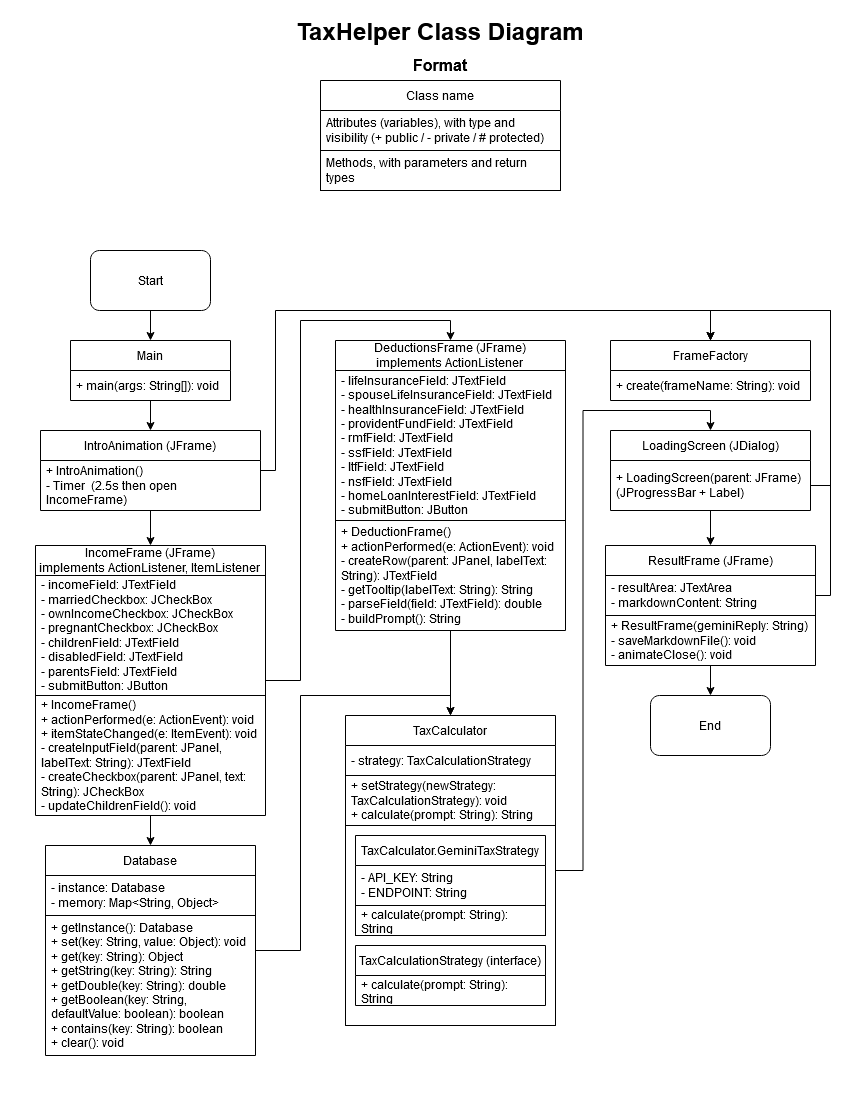 TaxHelper Class Diagram
Format
Class name
Attributes (variables), with type and
visibility (+ public / - private / # protected)
Methods, with parameters and return
types
Start
Main
+ main(args: String[]): void
IntroAnimation (JFrame)
+ IntroAnimation()
- Timer  (2.5s then open
IncomeFrame)
IncomeFrame (JFrame)
implements ActionListener, ItemListener
- incomeField: JTextField
- marriedCheckbox: JCheckBox
- ownIncomeCheckbox: JCheckBox
- pregnantCheckbox: JCheckBox
- childrenField: JTextField
- disabledField: JTextField
- parentsField: JTextField
- submitButton: JButton
+ IncomeFrame()
+ actionPerformed(e: ActionEvent): void
+ itemStateChanged(e: ItemEvent): void
- createInputField(parent: JPanel,
labelText: String): JTextField
- createCheckbox(parent: JPanel, text:
String): JCheckBox
- updateChildrenField(): void
Database
- instance: Database
- memory: Map<String, Object>
+ getInstance(): Database
+ set(key: String, value: Object): void
+ get(key: String): Object
+ getString(key: String): String
+ getDouble(key: String): double
+ getBoolean(key: String,
defaultValue: boolean): boolean
+ contains(key: String): boolean
+ clear(): void
DeductionsFrame (JFrame)
implements ActionListener
- lifeInsuranceField: JTextField
- spouseLifeInsuranceField: JTextField
- healthInsuranceField: JTextField
- providentFundField: JTextField
- rmfField: JTextField
- ssfField: JTextField
- ltfField: JTextField
- nsfField: JTextField
- homeLoanInterestField: JTextField
- submitButton: JButton
+ DeductionFrame()
+ actionPerformed(e: ActionEvent): void
- createRow(parent: JPanel, labelText:
String): JTextField
- getTooltip(labelText: String): String
- parseField(field: JTextField): double
- buildPrompt(): String
TaxCalculator
- strategy: TaxCalculationStrategy
+ setStrategy(newStrategy:
TaxCalculationStrategy): void
+ calculate(prompt: String): String
TaxCalculator.GeminiTaxStrategy
- API_KEY: String
- ENDPOINT: String
+ calculate(prompt: String):
String
TaxCalculationStrategy (interface)
+ calculate(prompt: String):
String
FrameFactory
+ create(frameName: String): void
LoadingScreen (JDialog)
+ LoadingScreen(parent: JFrame)
(JProgressBar + Label)
ResultFrame (JFrame)
- resultArea: JTextArea
- markdownContent: String
+ ResultFrame(geminiReply: String)
- saveMarkdownFile(): void
- animateClose(): void
End